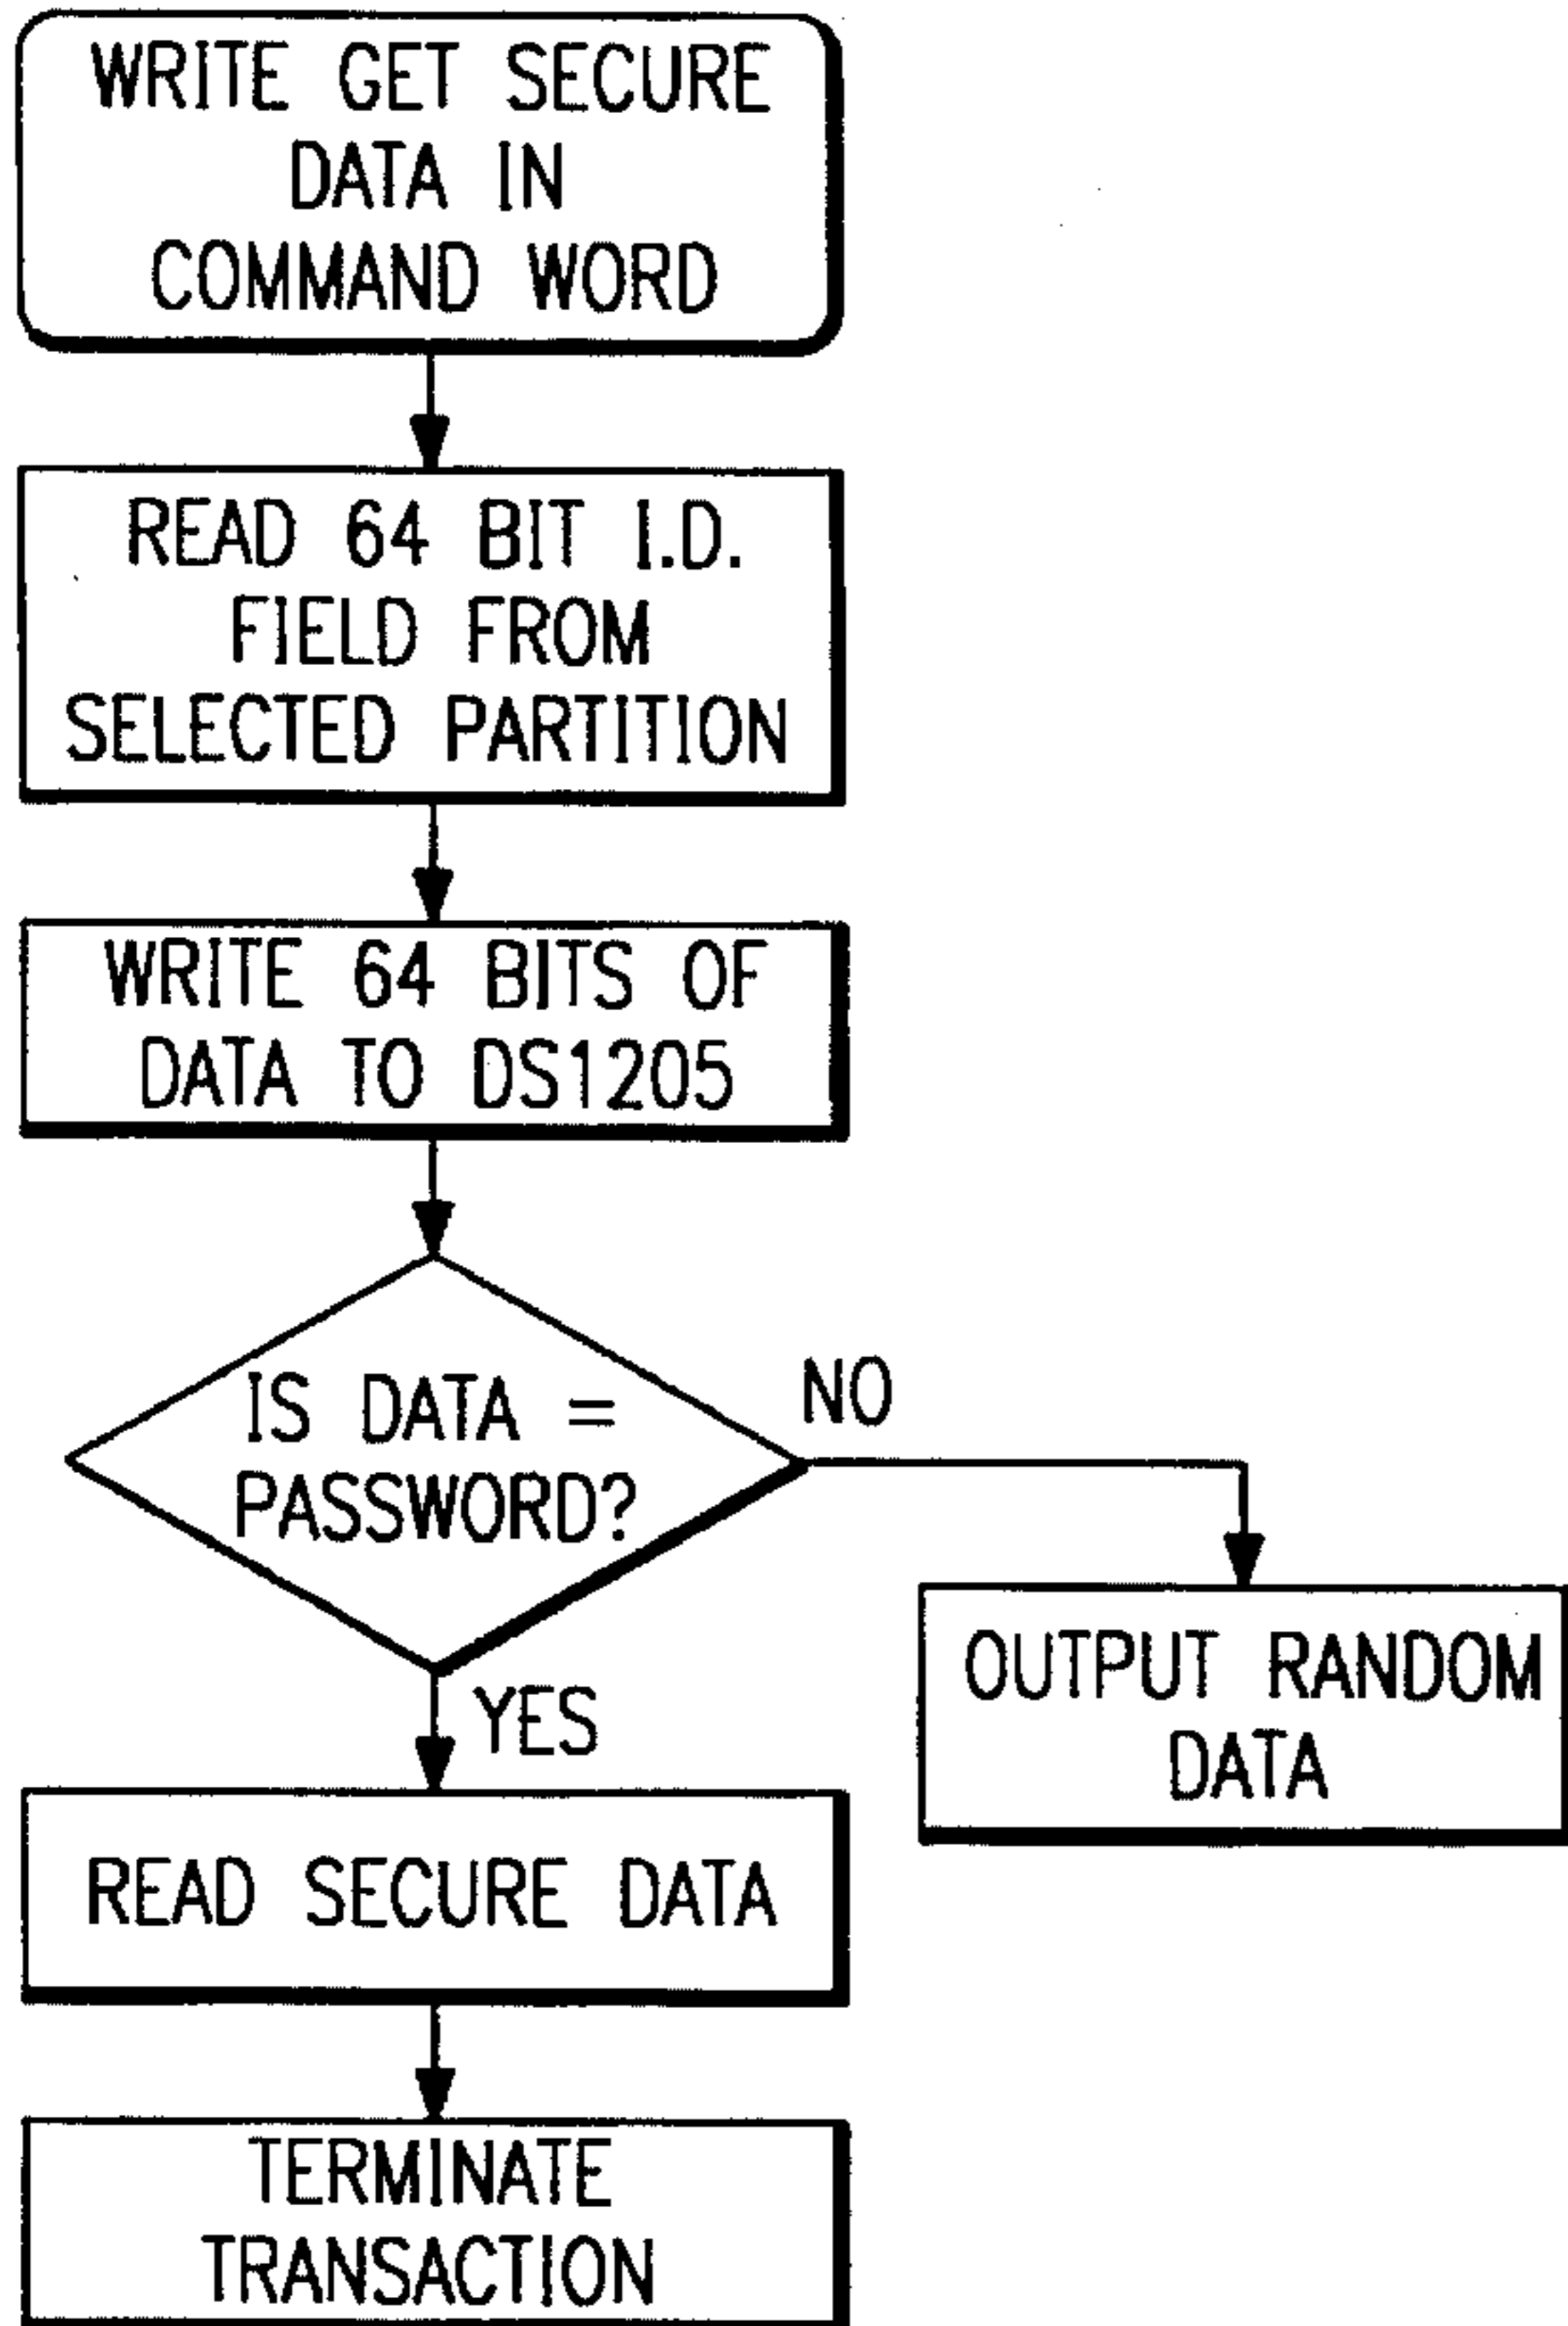 WRITE GET SECURE
DATA IN
COMMAND WORD
READ 64 BIT I.D.
FIELD FROM
SELECTED PARTITION
WRITE 64 BITS OF
DATA TO DS1205
IS DATA =
PASSWORD?
NO
YES
OUTPUT RANDOM
DATA
READ SECURE DATA
TERMINATE
TRANSACTION